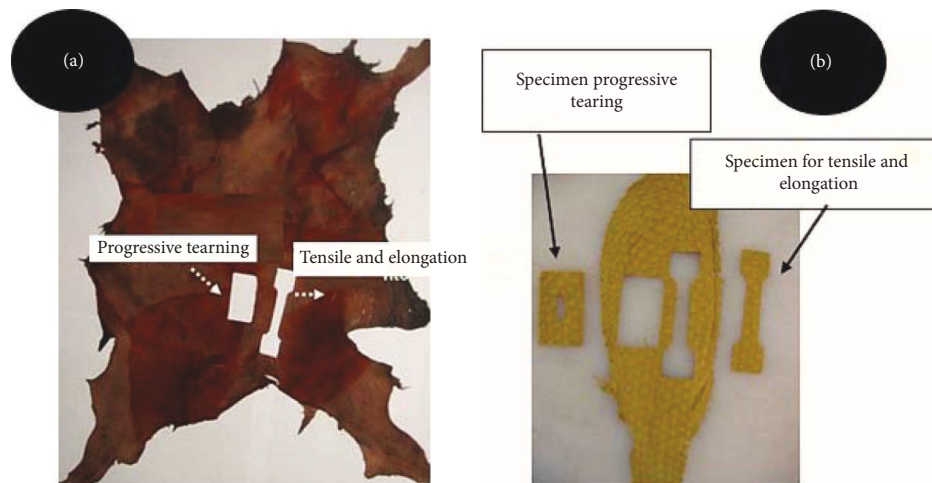 (a)
Progressive tearning
Tensile and elongation
(b)
Specimen progressive
tearing
Specimen for tensile and
elongation